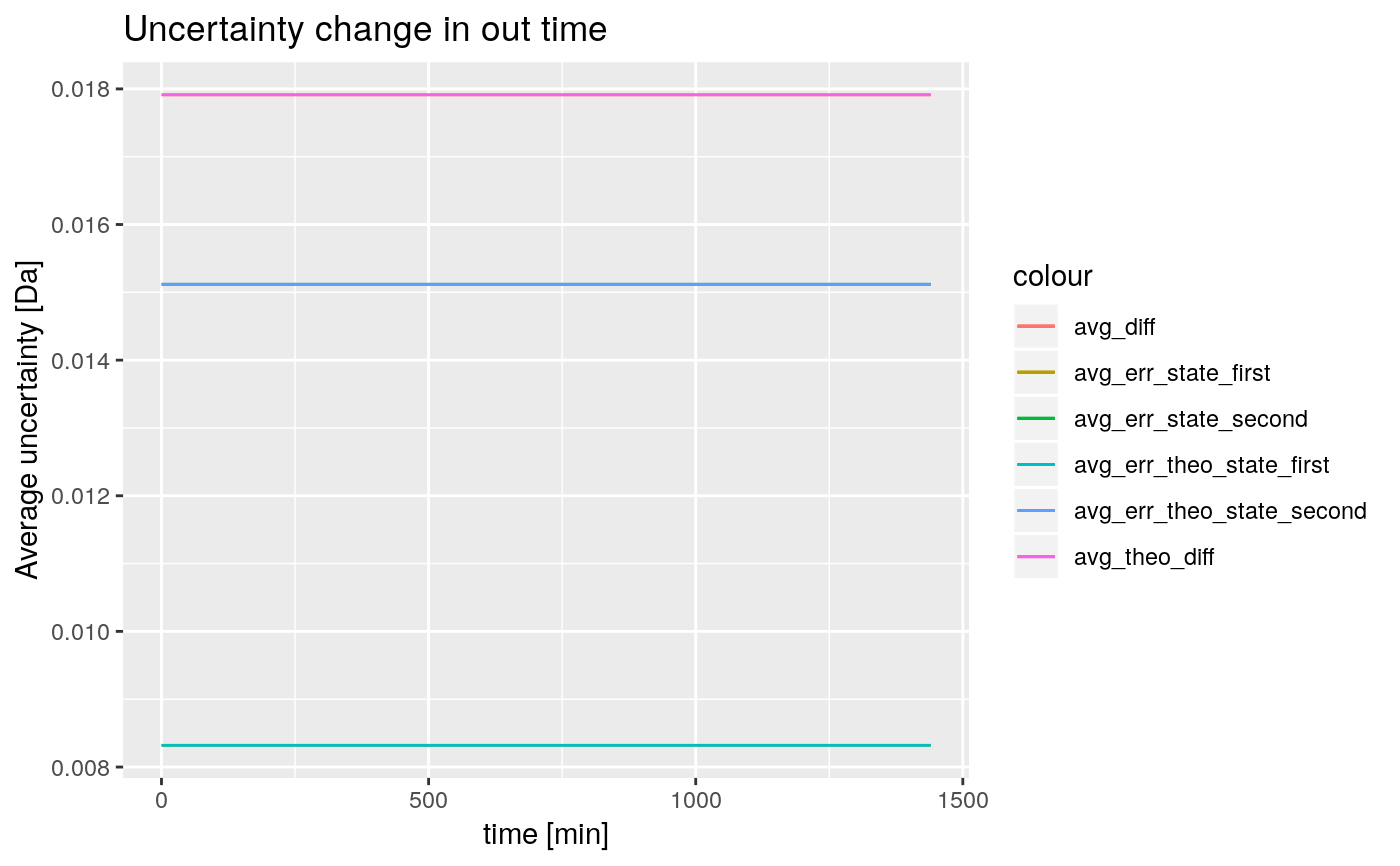 Uncertainty change in out time
0.018
0.016
0.014
0.012
0.010
0.008
Average uncertainty [Da]
0 500 1000 1500
time [min]
colour
avg_diff
avg_err_state_first
avg_err_state_second
avg_err_theo_state_first
avg_err_theo_state_second
avg_theo_diff